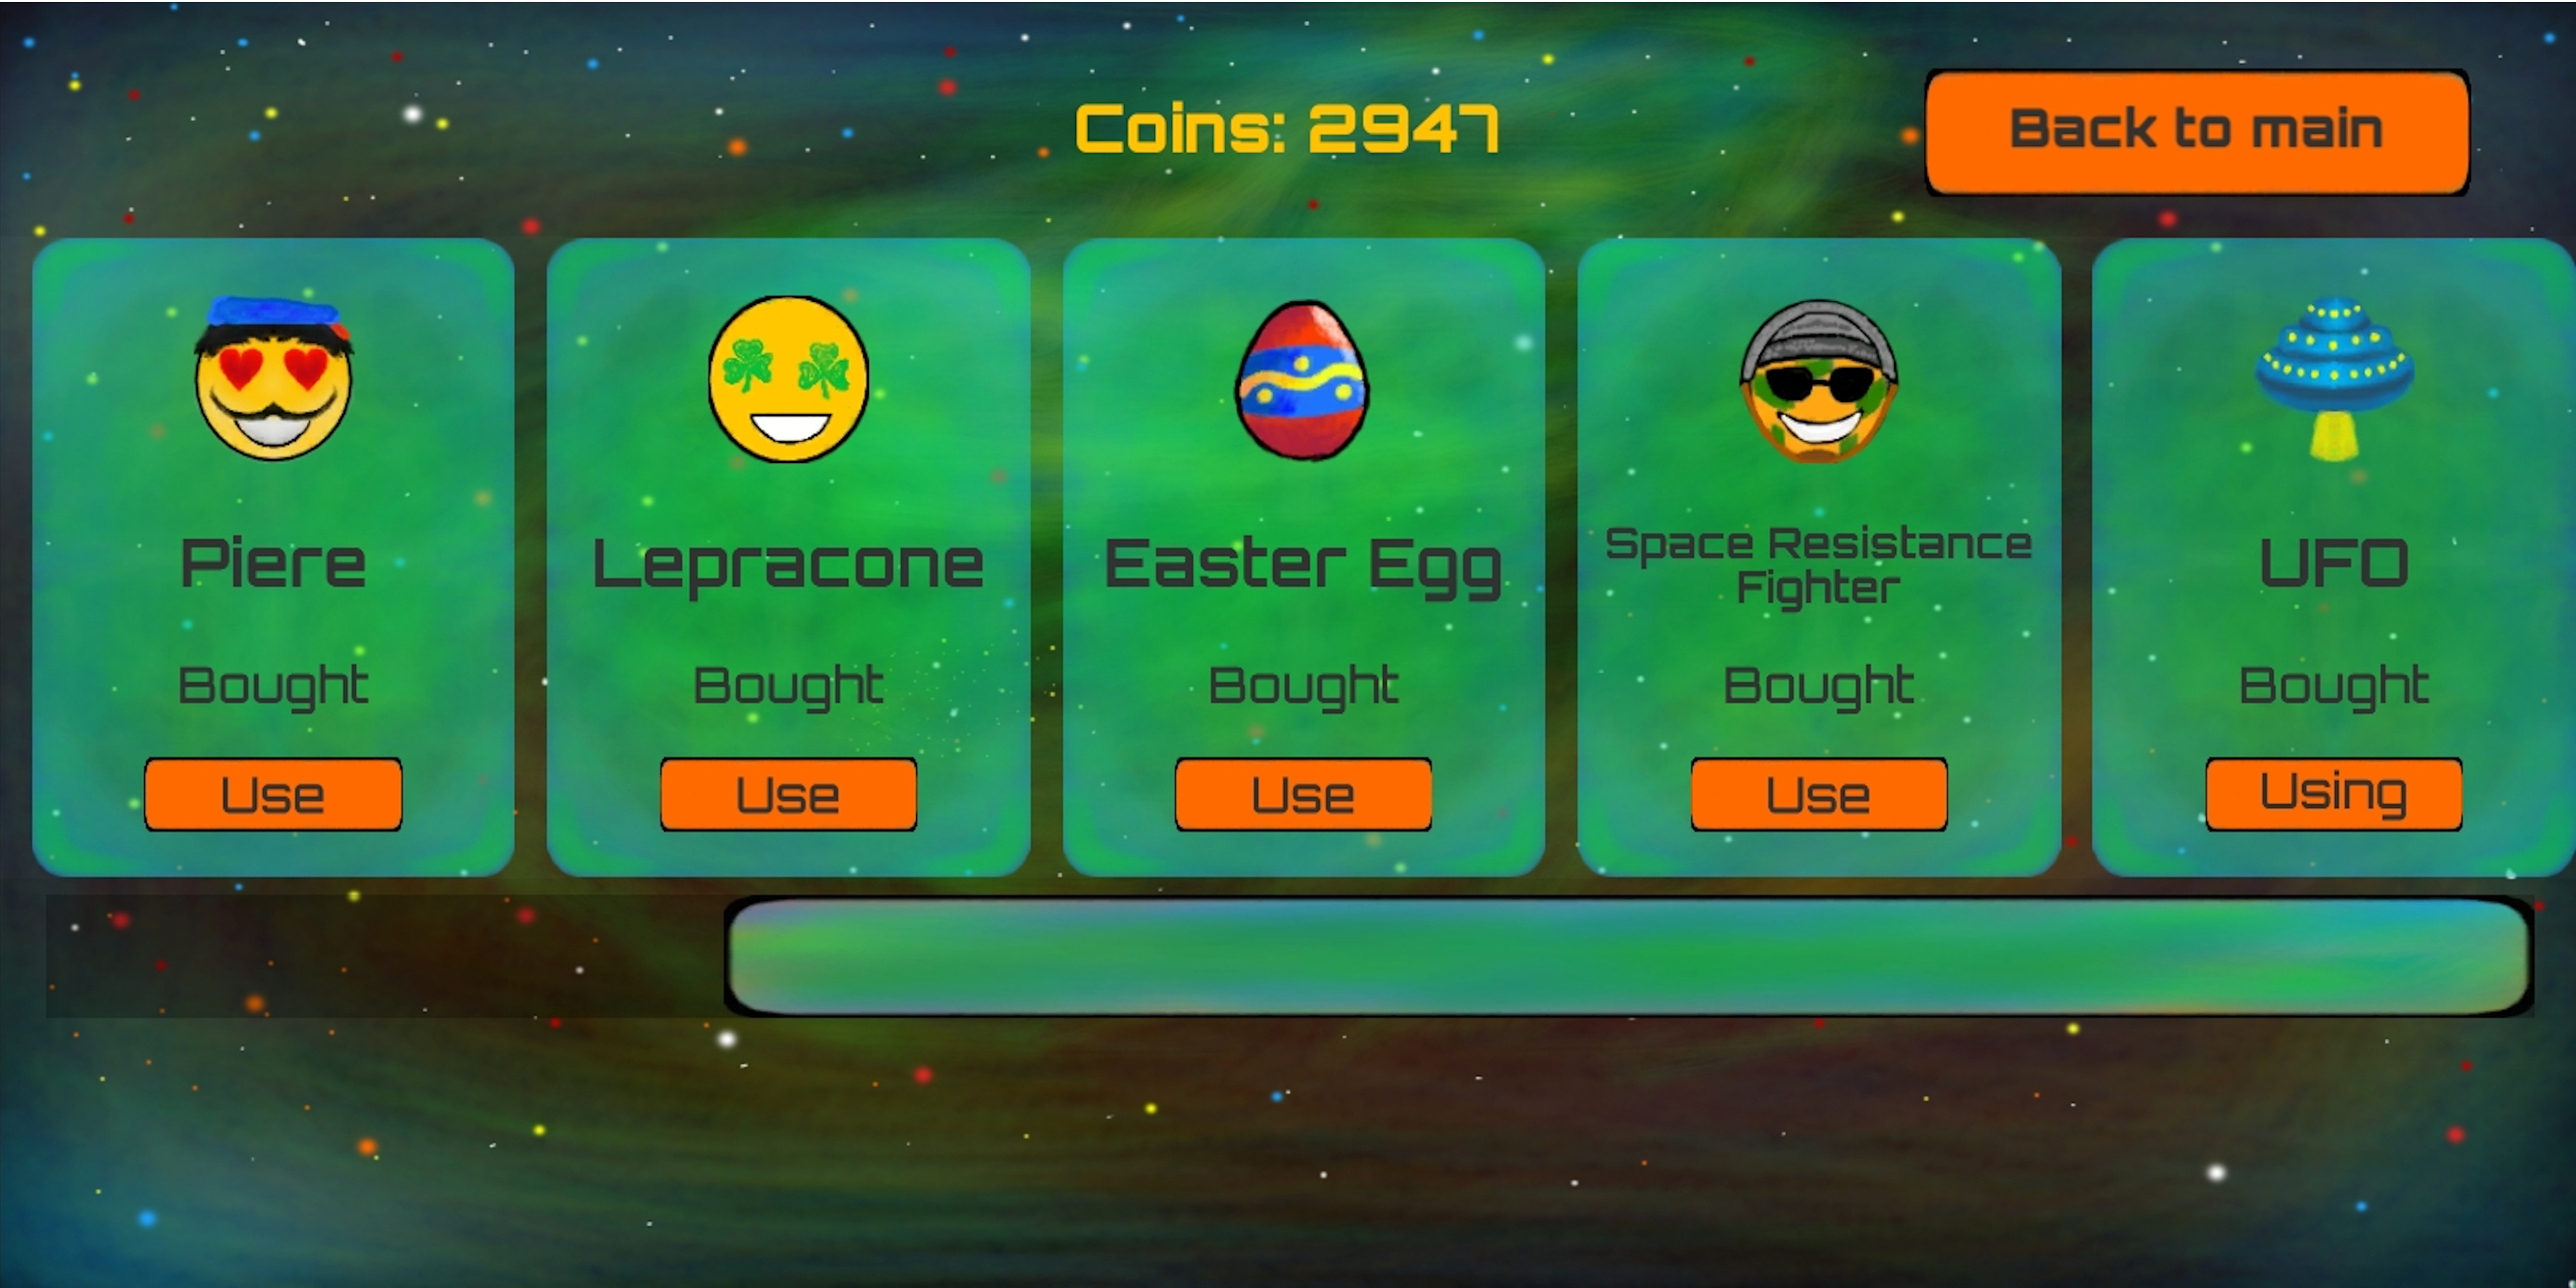 Coins: 2947
Back to main
Piere
Lepracone
Easter Egg
Space Resistance
Fighter
UFO
Bought
Bought
Bought
Bought
Bought
Use
Use
Use
Use
Using